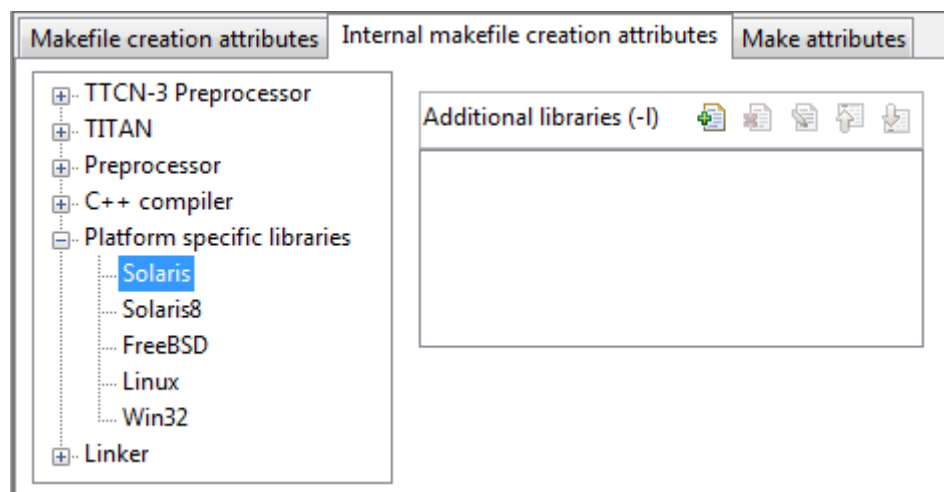 Makefile creation attributes
Internal makefile creation attributes
Make attributes
TTCN-3 Preprocessor
TITAN
Preprocessor
C++ compiler
Platform specific libraries
Solaris
Solaris8
FreeBSD
Linux
Win32
Linker
Additional libraries (-l)